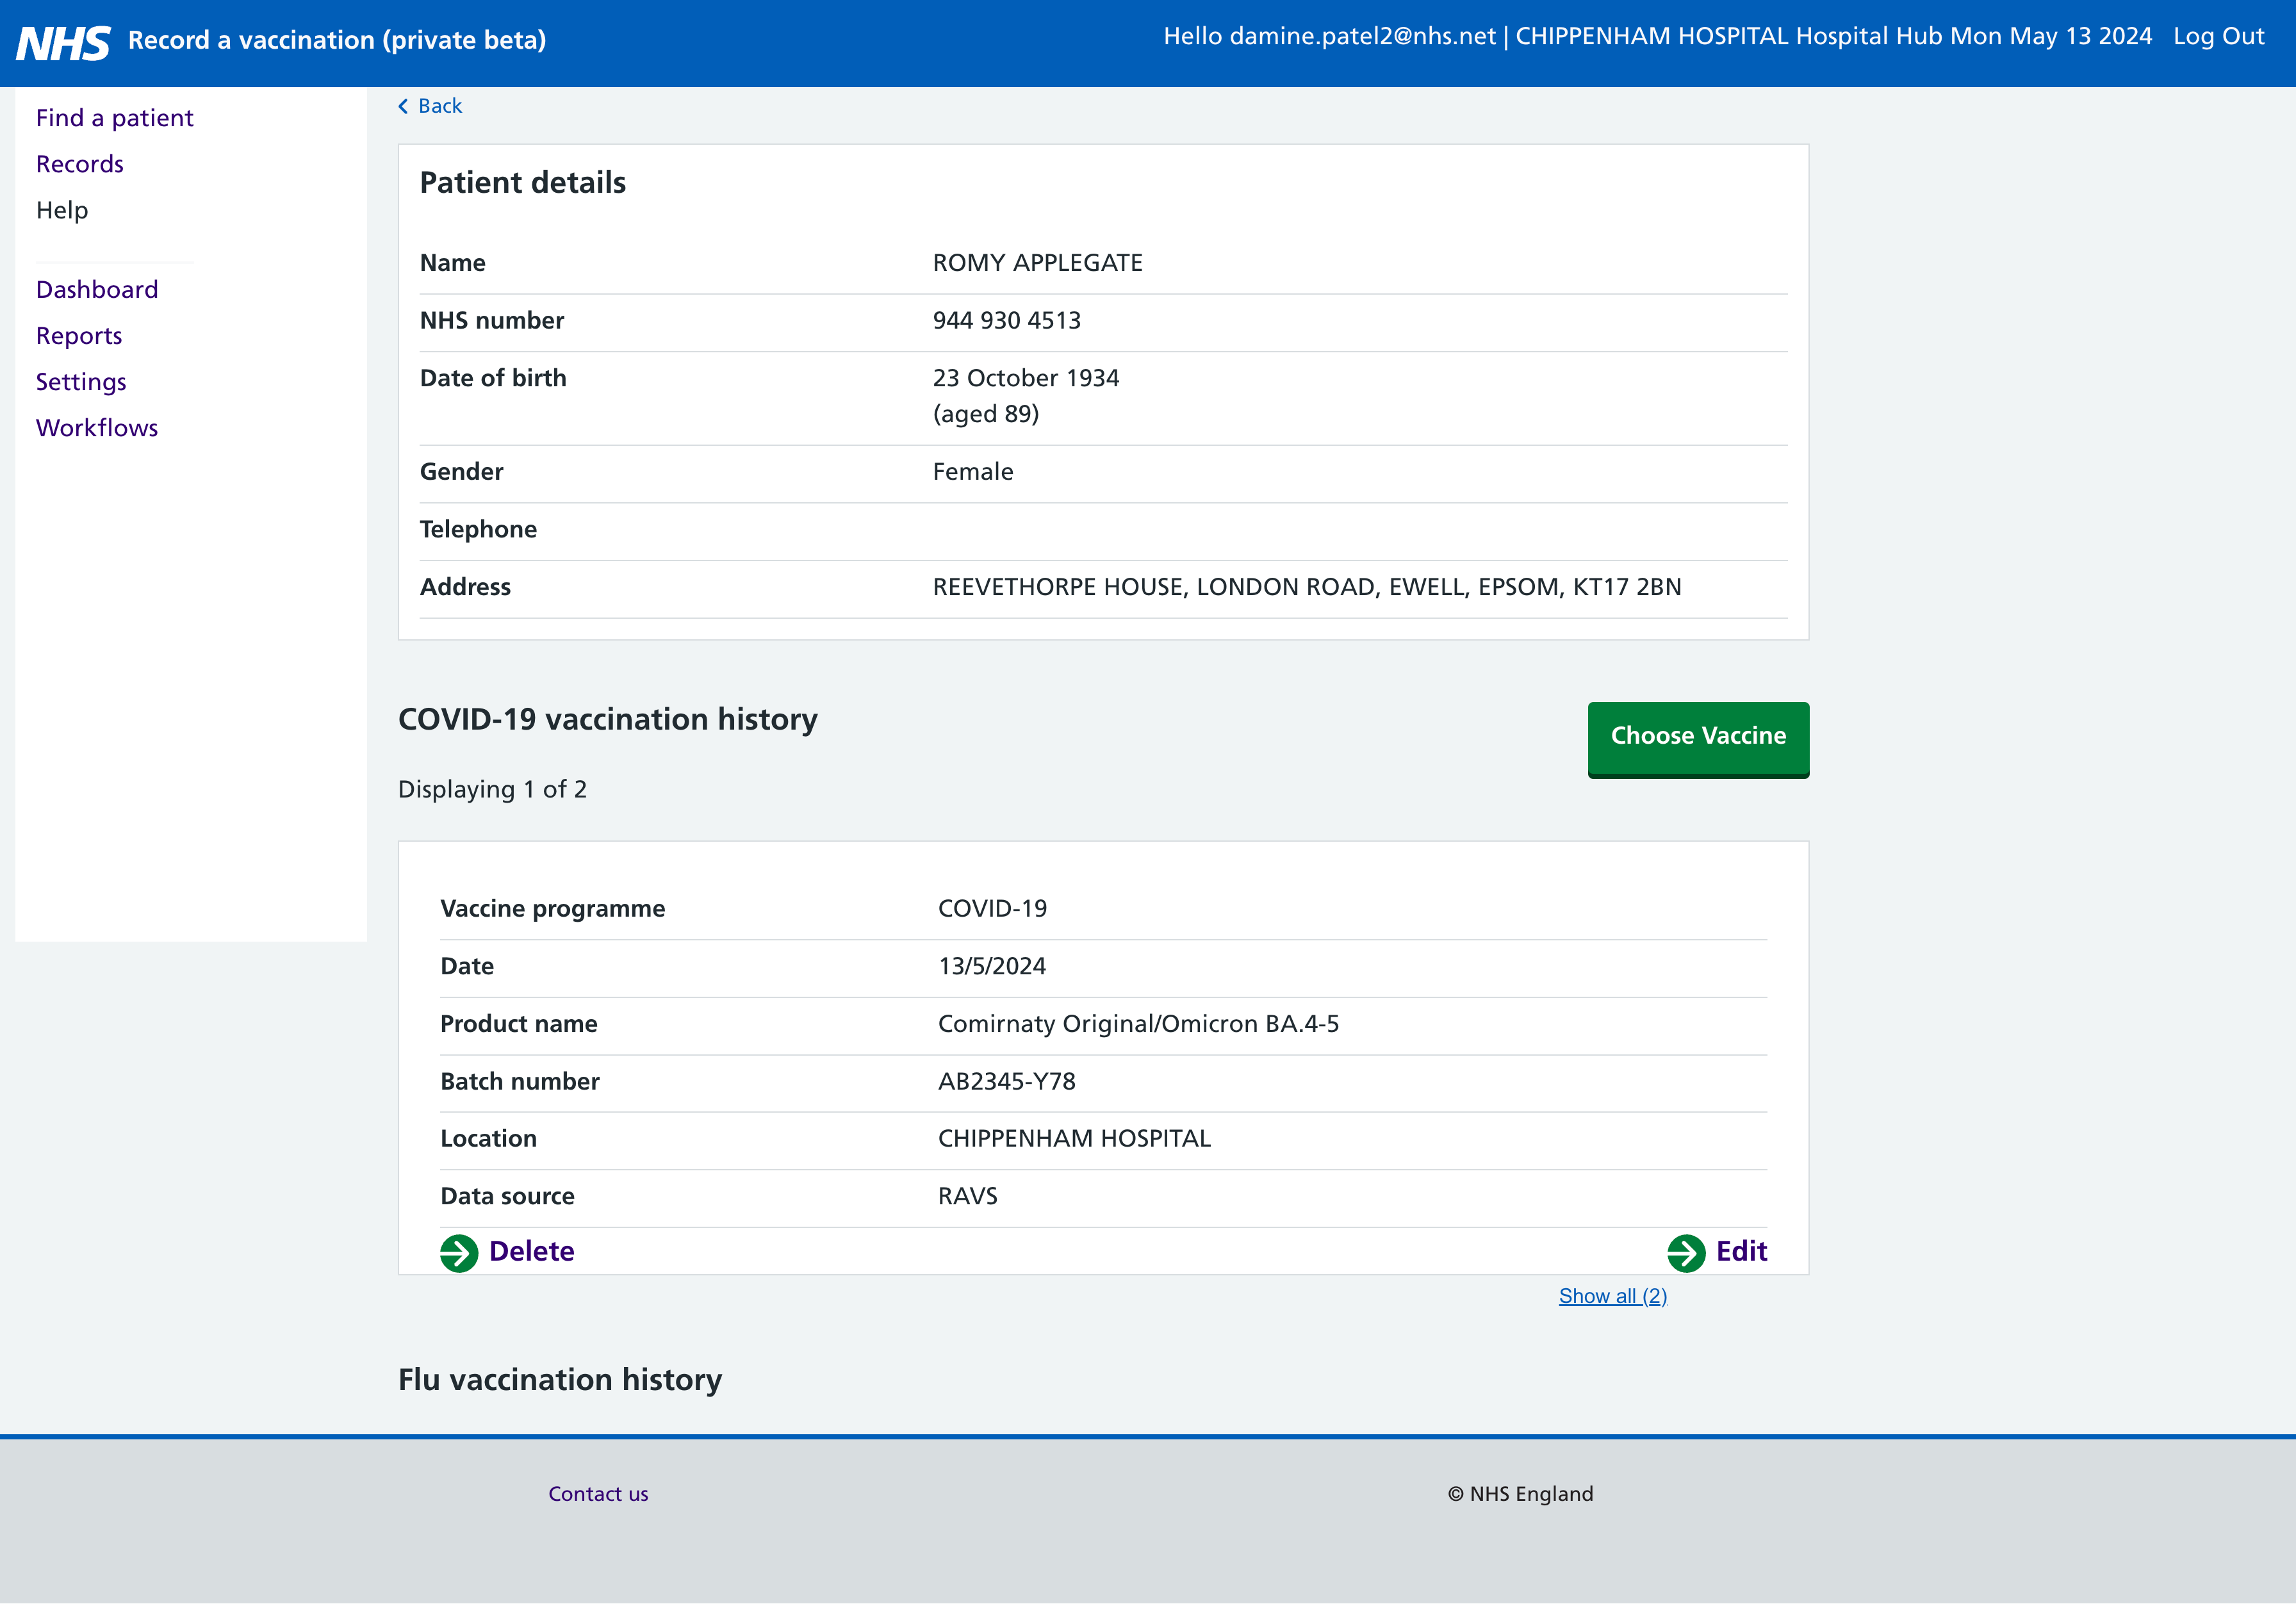 NHS Record a vaccination (private beta)
Hello damine.patel2@nhs.net | CHIPPENHAM HOSPITAL Hospital Hub Mon May 13 2024 Log Out
Find a patient
Records
Help
Dashboard
Reports
Settings
Workflows
Back
Patient details
Name ROMY APPLEGATE
NHS number 944 930 4513
Date of birth 23 October 1934
(aged 89)
Gender Female
Telephone
Address REEVETHORPE HOUSE, LONDON ROAD, EWELL, EPSOM, KT17 2BN
COVID-19 vaccination history
Choose Vaccine
Displaying 1 of 2
Vaccine programme COVID-19
Date 13/5/2024
Product name Comirnaty Original/Omicron BA.4-5
Batch number AB2345-Y78
Location CHIPPENHAM HOSPITAL
Data source RAVS
Delete Edit
Show all (2)
Flu vaccination history
Contact us © NHS England